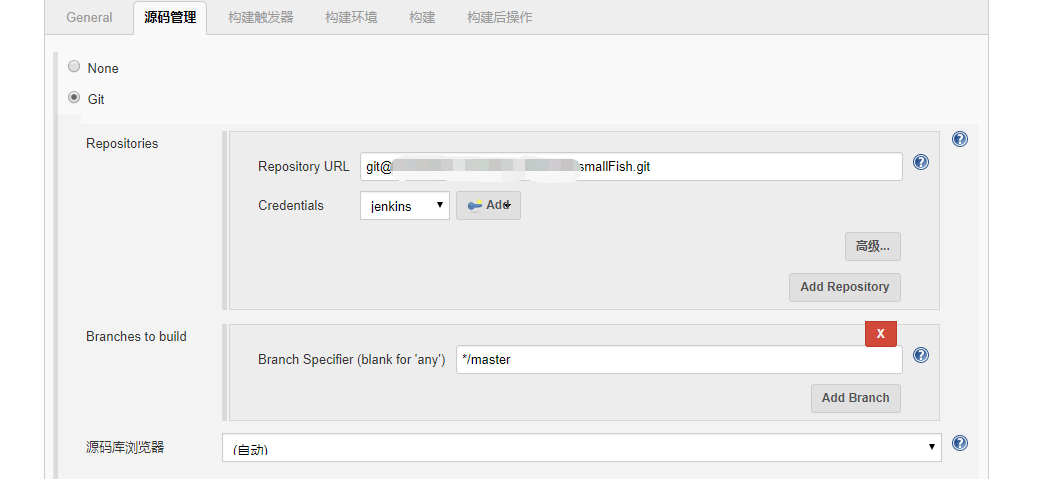 General 源码管理 构建触发器 构建环境 构建 构建后操作
None
Git
Repositories
Repository URL git@ smallFish.git
Credentials jenkins Add
高级...
Add Repository
Branches to build
X
Branch Specifier (blank for 'any') */master
Add Branch
源码库浏览器 (自动)